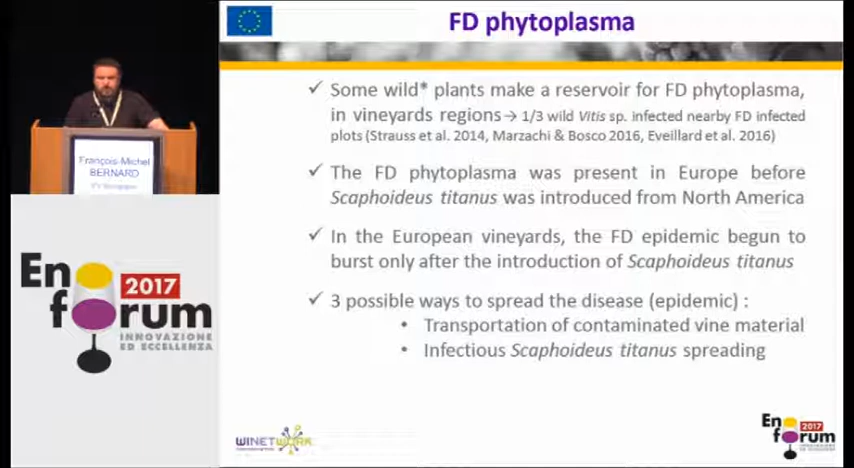 FD phytoplasma
✓ Some wild* plants make a reservoir for FD phytoplasma,
in vineyards regions → 1/3 wild Vitis sp. infected nearby FD infected
plots (Strauss et al. 2014, Marzachi & Bosco 2016, Eveillard et al. 2016)
✓ The FD phytoplasma was present in Europe before
Scaphoideus titanus was introduced from North America
✓ In the European vineyards, the FD epidemic begun to
burst only after the introduction of Scaphoideus titanus
✓ 3 possible ways to spread the disease (epidemic) :
• Transportation of contaminated vine material
• Infectious Scaphoideus titanus spreading
François-Michel
BERNARD
En
2017
forum
INNOVAZIONE
ED ECCELLENZA
WINETWORK
En
2017
forum